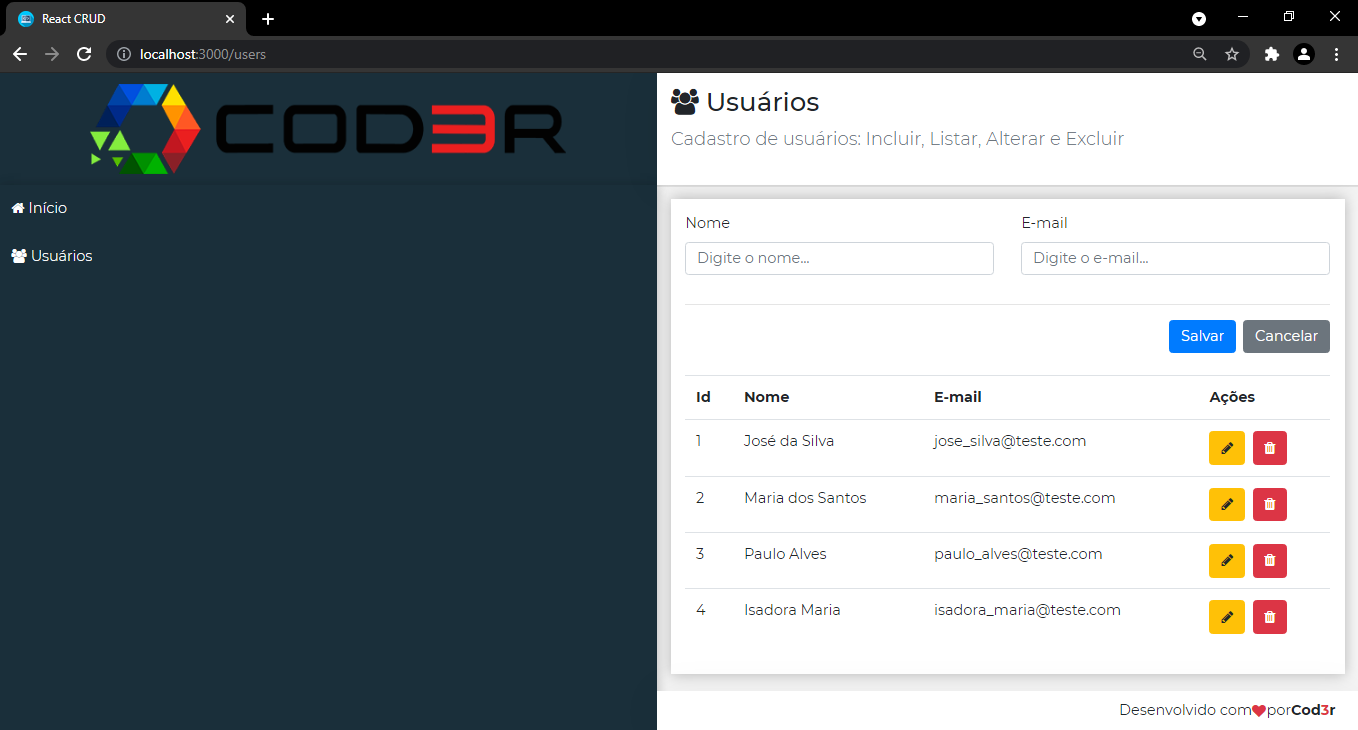 React CRUD
localhost:3000/users
COD3R
Início
Usuários
Usuários
Cadastro de usuários: Incluir, Listar, Alterar e Excluir
Nome E-mail
Digite o nome... Digite o e-mail...
Salvar Cancelar
Id Nome E-mail Ações
1 José da Silva jose_silva@teste.com
2 Maria dos Santos maria_santos@teste.com
3 Paulo Alves paulo_alves@teste.com
4 Isadora Maria isadora_maria@teste.com
Desenvolvido com❤porCod3r